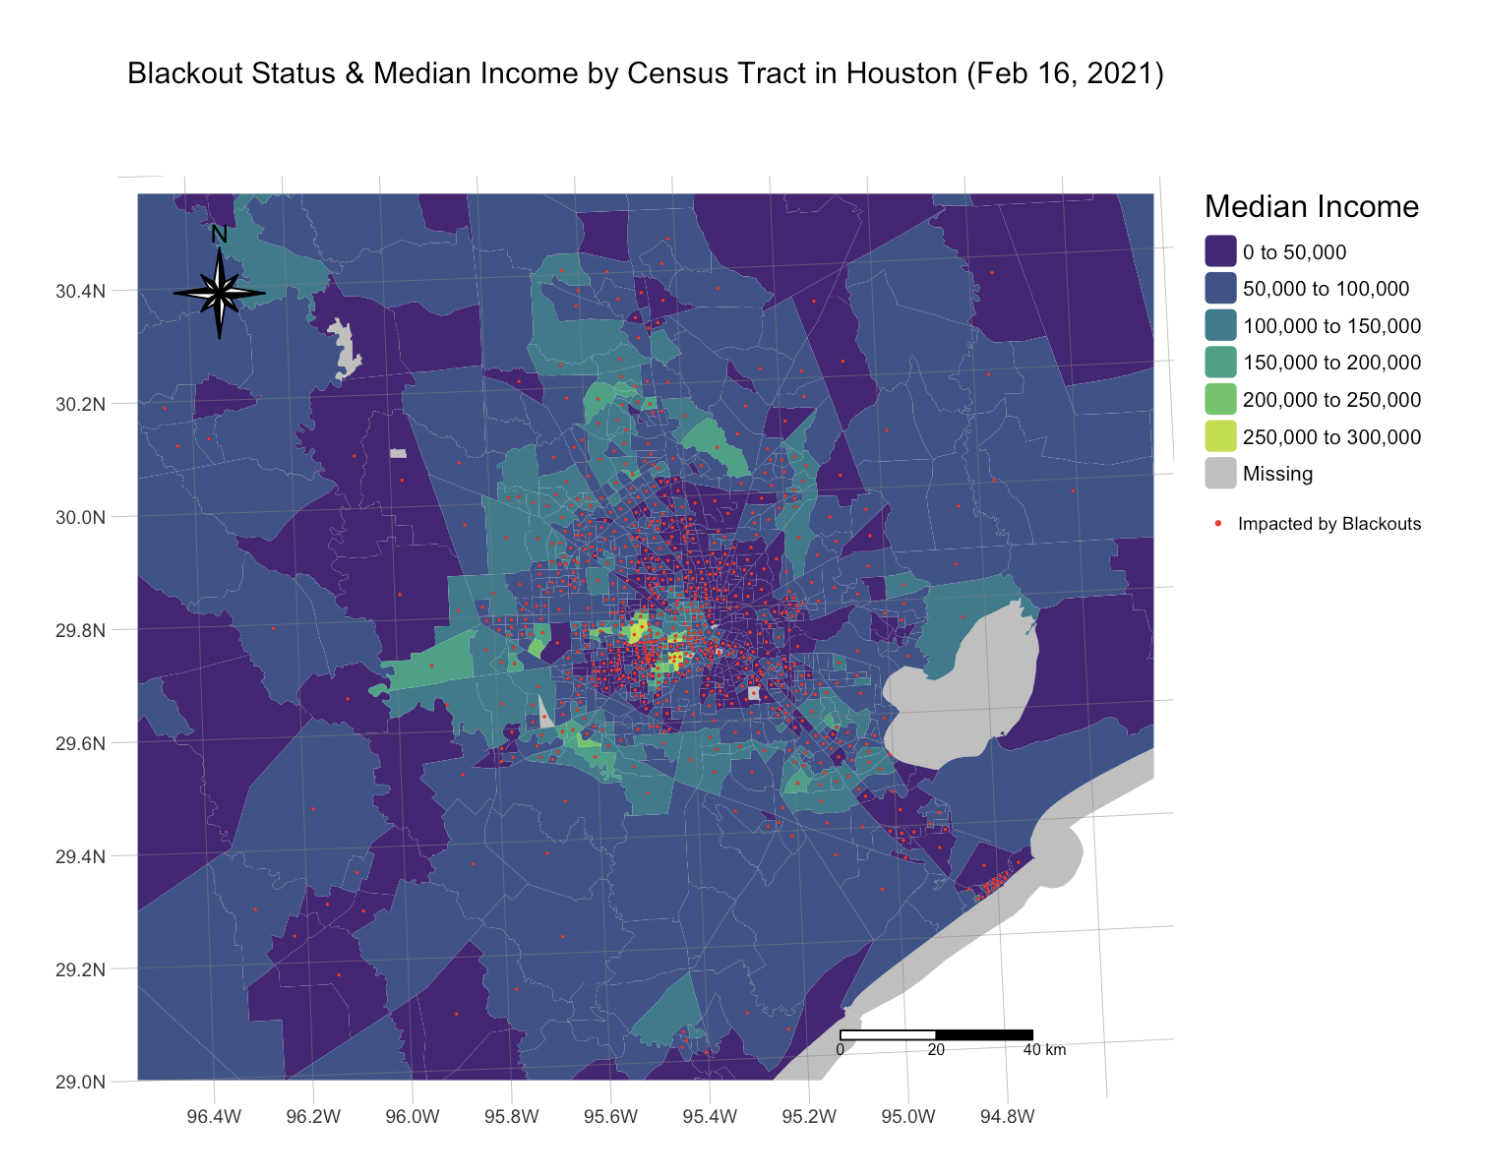 Blackout Status & Median Income by Census Tract in Houston (Feb 16, 2021)
N
30.4N
30.2N
30.0N
29.8N
29.6N
29.4N
29.2N
29.0N
96.4W 96.2W 96.0W 95.8W 95.6W 95.4W 95.2W 95.0W 94.8W
0 20 40 km
Median Income
0 to 50,000
50,000 to 100,000
100,000 to 150,000
150,000 to 200,000
200,000 to 250,000
250,000 to 300,000
Missing
Impacted by Blackouts